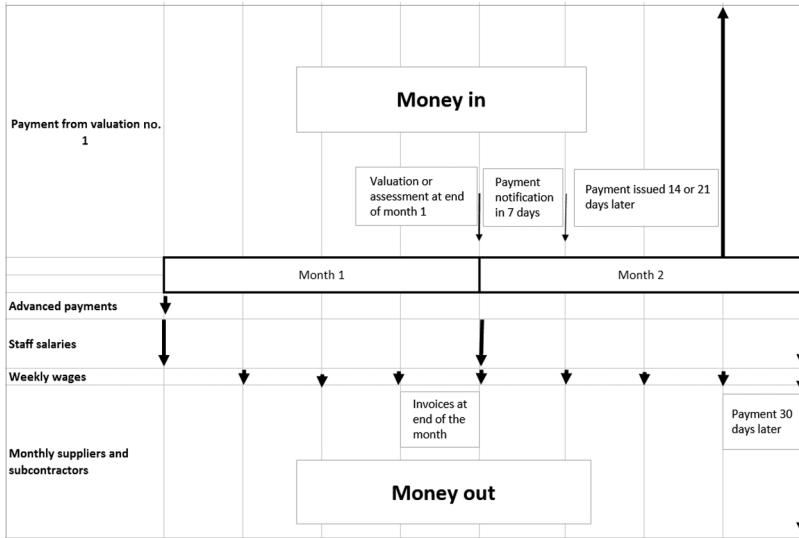 Money in
Payment from valuation no.
1
Valuation or
assessment at end
of month 1
Payment
notification
in 7 days
Payment issued 14 or 21
days later
Month 1
Month 2
Advanced payments
Staff salaries
Weekly wages
Invoices at
end of the
month
Payment 30
days later
Monthly suppliers and
subcontractors
Money out